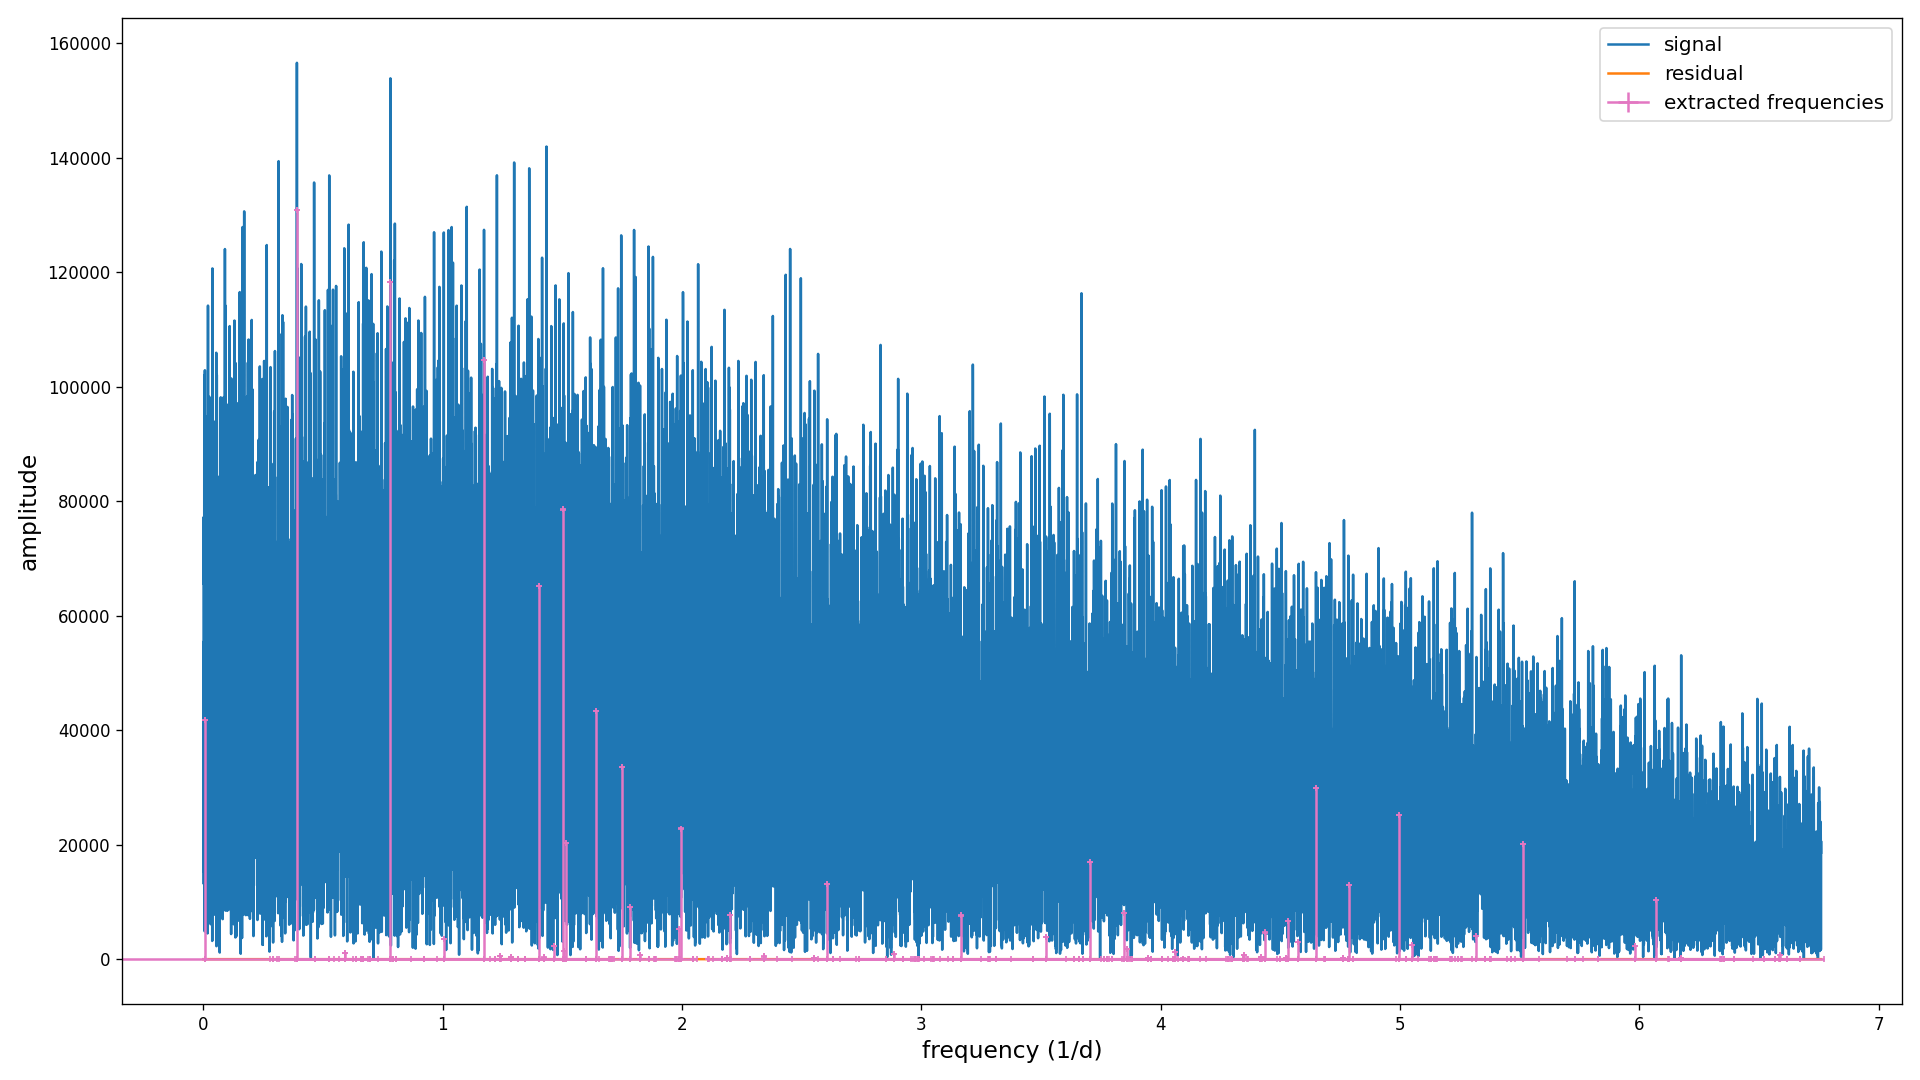 160000
140000
120000
100000
80000
60000
40000
20000
0
amplitude
0 1 2 3 4 5 6 7
frequency (1/d)
signal
residual
extracted frequencies